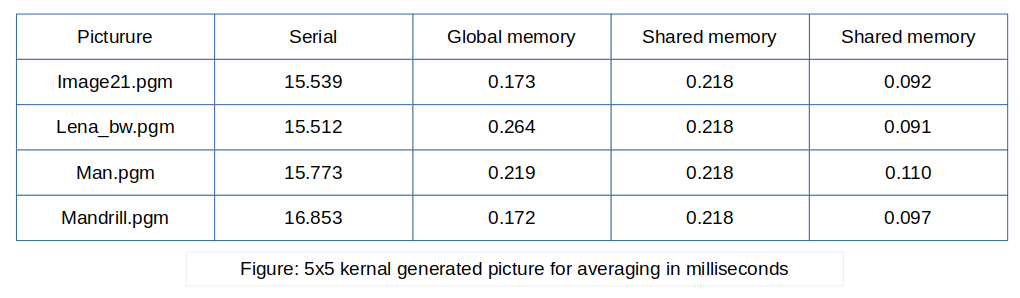 Picturure Serial Global memory Shared memory Shared memory
Image21.pgm 15.539 0.173 0.218 0.092
Lena_bw.pgm 15.512 0.264 0.218 0.091
Man.pgm 15.773 0.219 0.218 0.110
Mandrill.pgm 16.853 0.172 0.218 0.097
Figure: 5x5 kernal generated picture for averaging in milliseconds